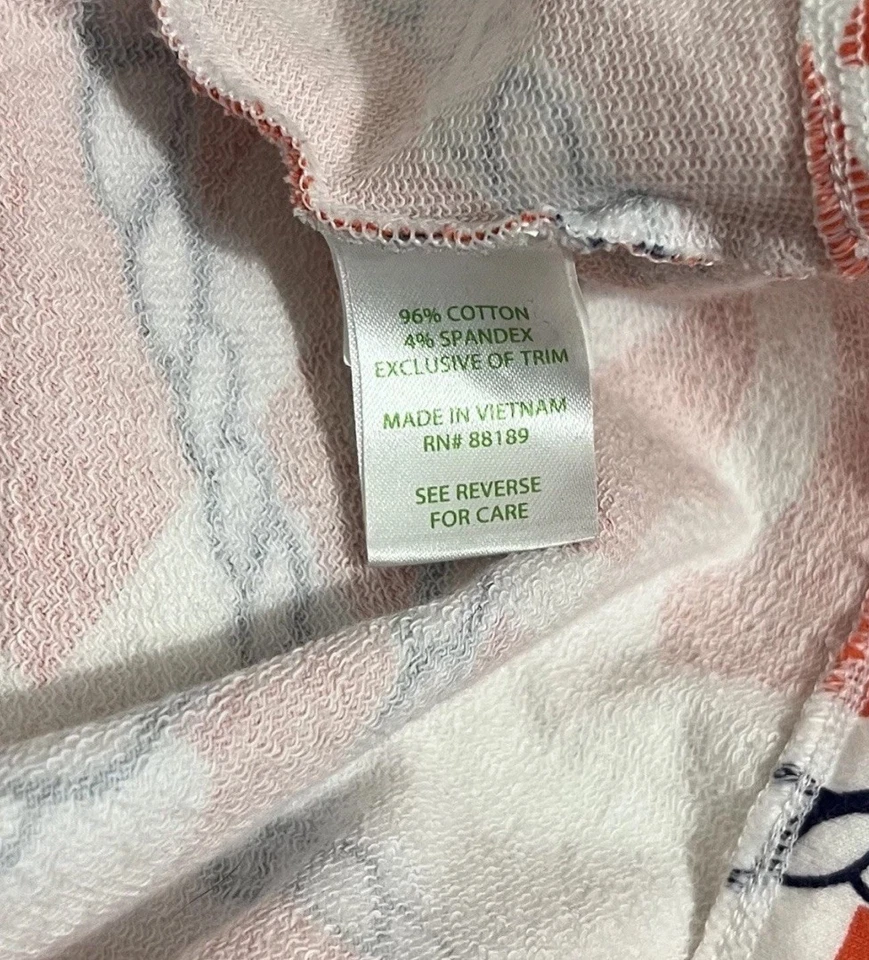 96% COTTON
4% SPANDEX
EXCLUSIVE OF TRIM
MADE IN VIETNAM
RN# 88189
SEE REVERSE
FOR CARE